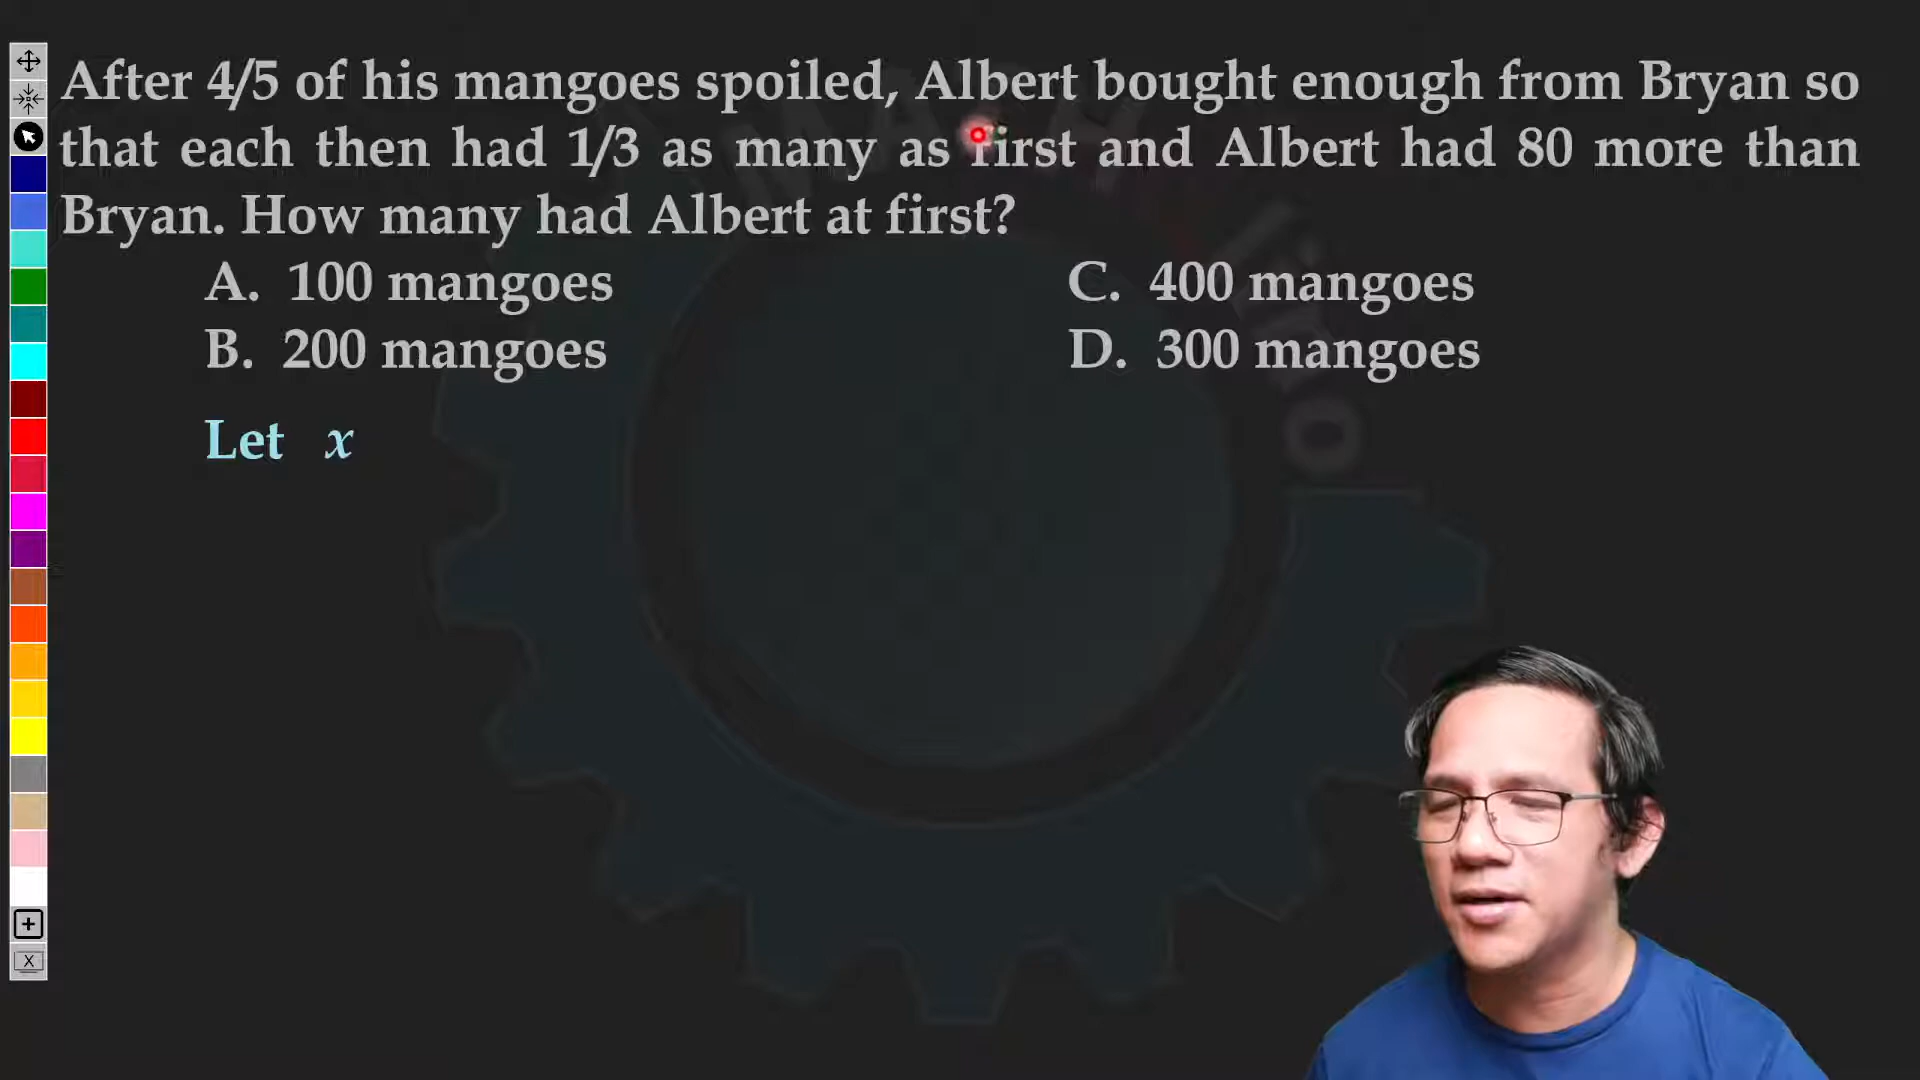 After 4/5 of his mangoes spoiled, Albert bought enough from Bryan so
that each then had 1/3 as many as first and Albert had 80 more than
Bryan. How many had Albert at first?
A. 100 mangoes
C. 400 mangoes
B. 200 mangoes
D. 300 mangoes
Let x
MATH
X